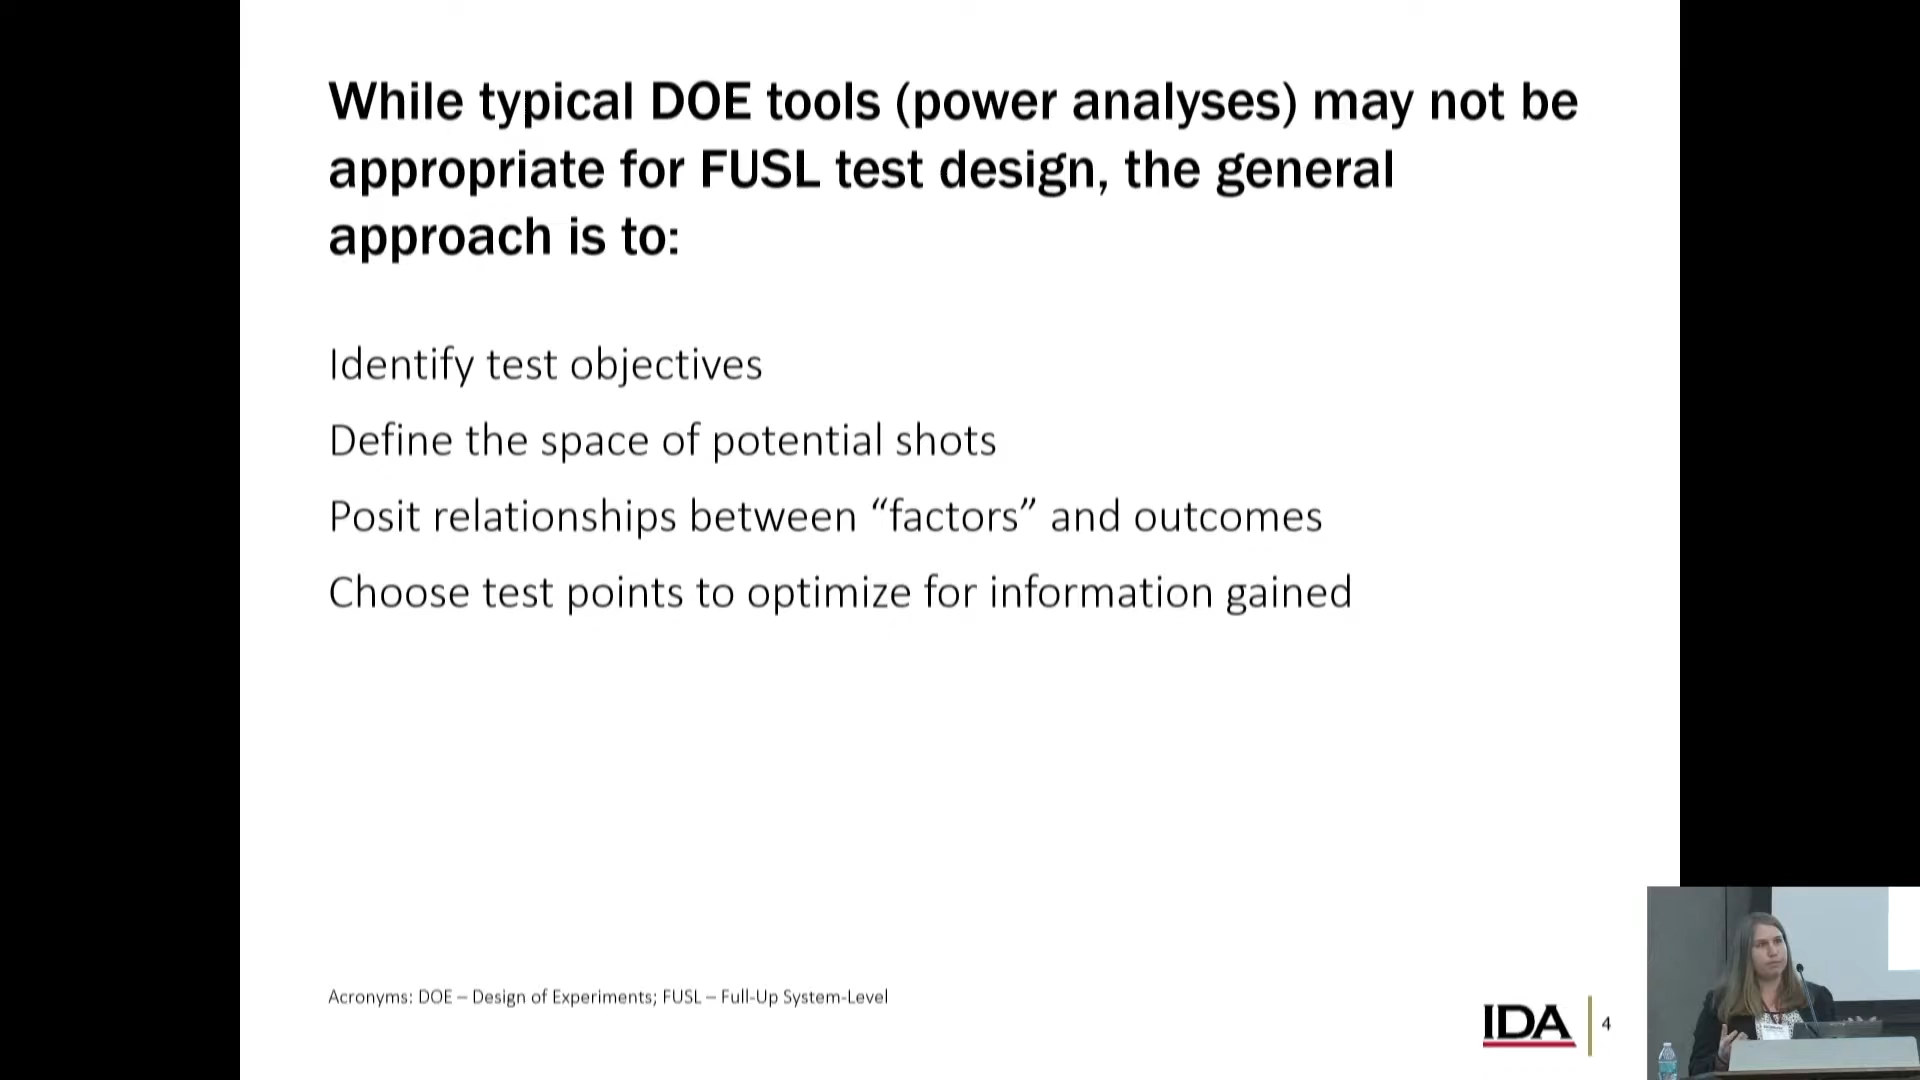 While typical DOE tools (power analyses) may not be
appropriate for FUSL test design, the general
approach is to:
Identify test objectives
Define the space of potential shots
Posit relationships between “factors” and outcomes
Choose test points to optimize for information gained
Acronyms: DOE – Design of Experiments; FUSL – Full-Up System-Level
IDA
4